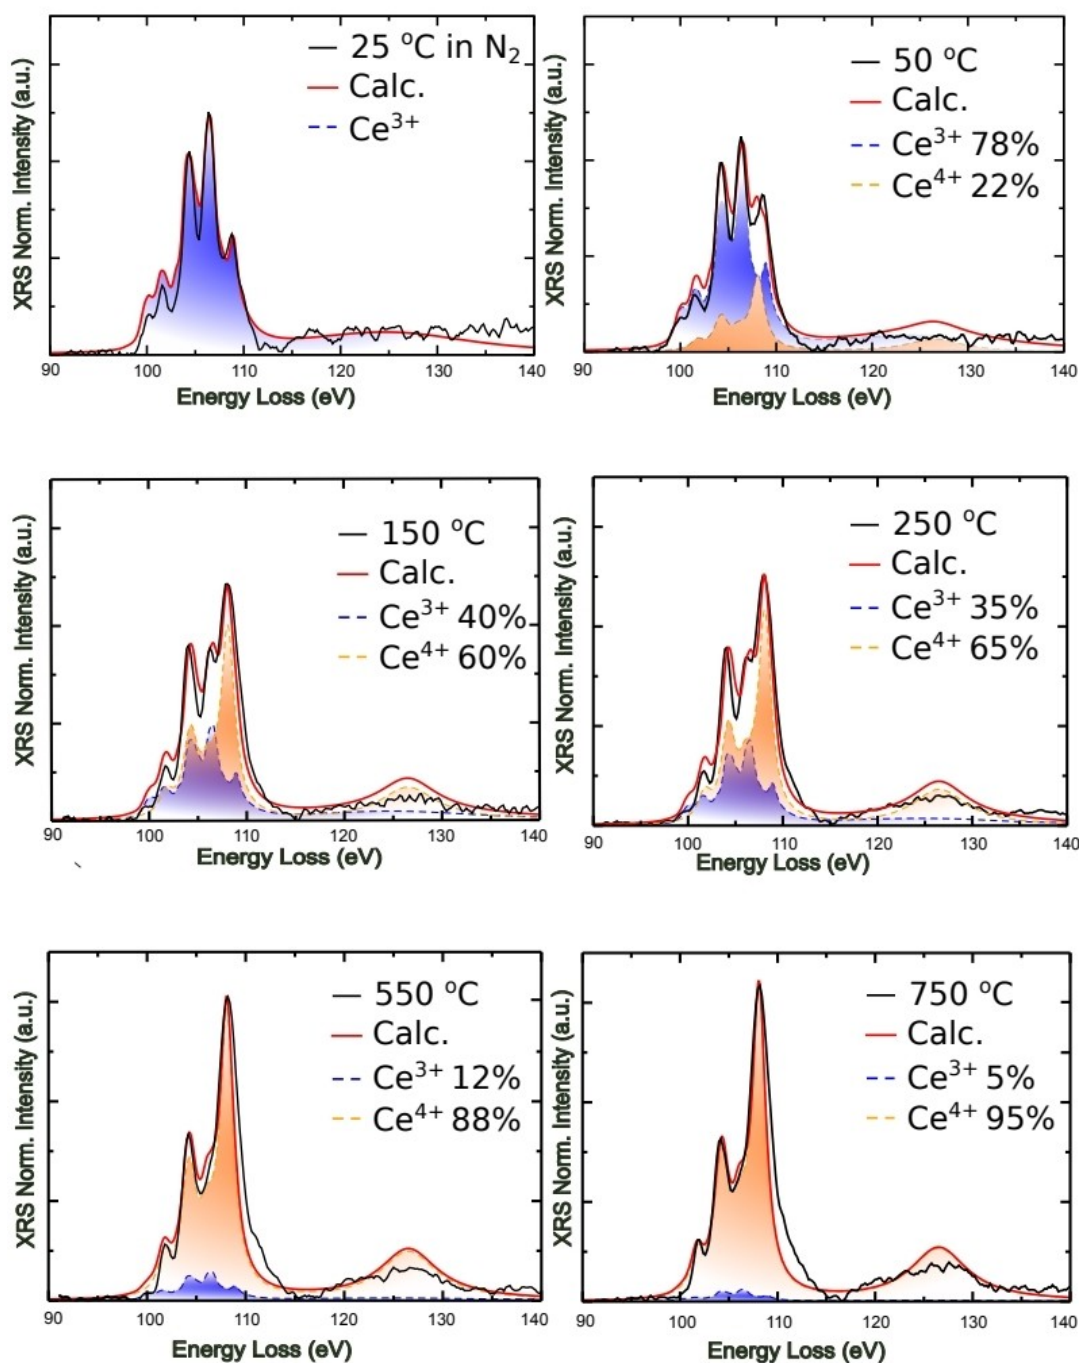 XRS Norm. Intensity (a.u.)
25 °C in N₂
Calc.
Ce³⁺
90 100 110 120 130 140
Energy Loss (eV)
XRS Norm. Intensity (a.u.)
50 °C
Calc.
Ce³⁺ 78%
Ce⁴⁺ 22%
90 100 110 120 130 140
Energy Loss (eV)
XRS Norm. Intensity (a.u.)
150 °C
Calc.
Ce³⁺ 40%
Ce⁴⁺ 60%
90 100 110 120 130 140
Energy Loss (eV)
XRS Norm. Intensity (a.u.)
250 °C
Calc.
Ce³⁺ 35%
Ce⁴⁺ 65%
90 100 110 120 130 140
Energy Loss (eV)
XRS Norm. Intensity (a.u.)
550 °C
Calc.
Ce³⁺ 12%
Ce⁴⁺ 88%
90 100 110 120 130 140
Energy Loss (eV)
XRS Norm. Intensity (a.u.)
750 °C
Calc.
Ce³⁺ 5%
Ce⁴⁺ 95%
90 100 110 120 130 140
Energy Loss (eV)